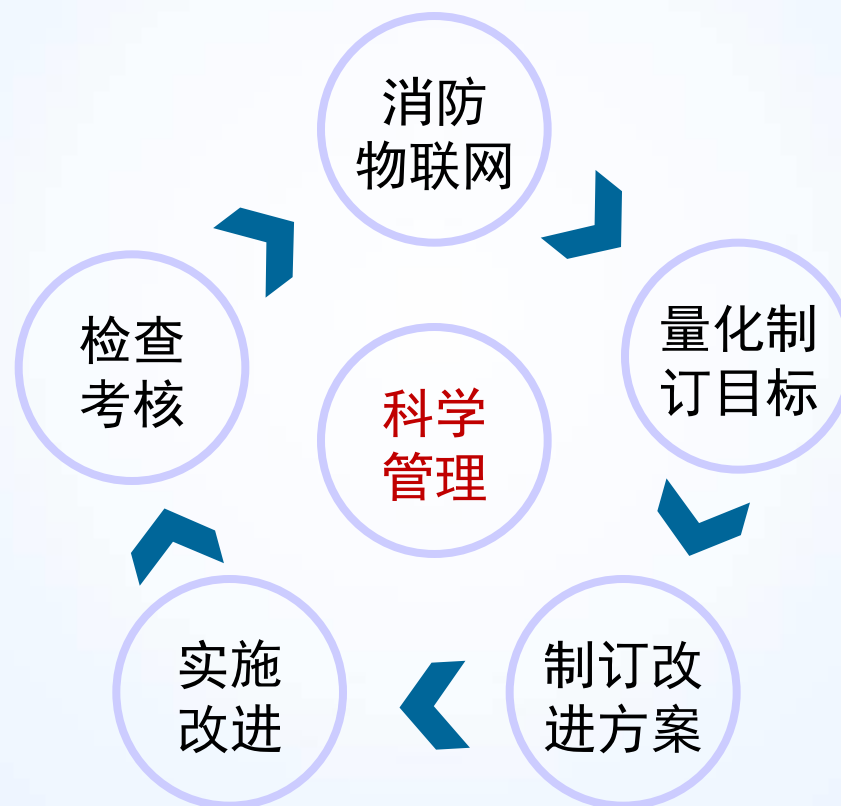 消防
物联网
量化制
订目标
制订改
进方案
实施
改进
检查
考核
科学
管理